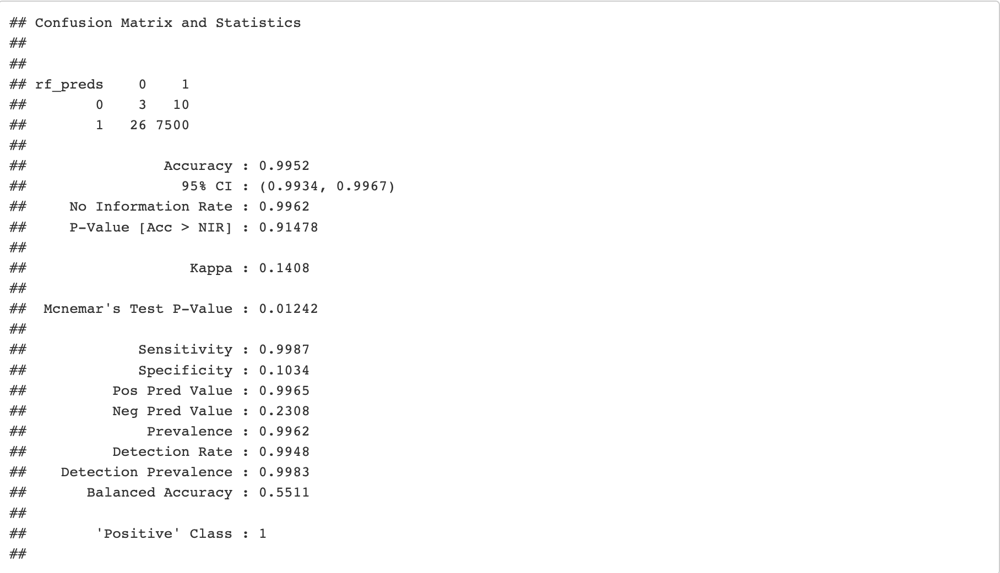 ## Confusion Matrix and Statistics
##
##
## rf_preds    0    1
##        0    3   10
##        1   26 7500
##
##                Accuracy : 0.9952
##                  95% CI : (0.9934, 0.9967)
##     No Information Rate : 0.9962
##     P-Value [Acc > NIR] : 0.91478
##
##                   Kappa : 0.1408
##
##  Mcnemar's Test P-Value : 0.01242
##
##             Sensitivity : 0.9987
##             Specificity : 0.1034
##          Pos Pred Value : 0.9965
##          Neg Pred Value : 0.2308
##              Prevalence : 0.9962
##          Detection Rate : 0.9948
##    Detection Prevalence : 0.9983
##       Balanced Accuracy : 0.5511
##
##        'Positive' Class : 1
##